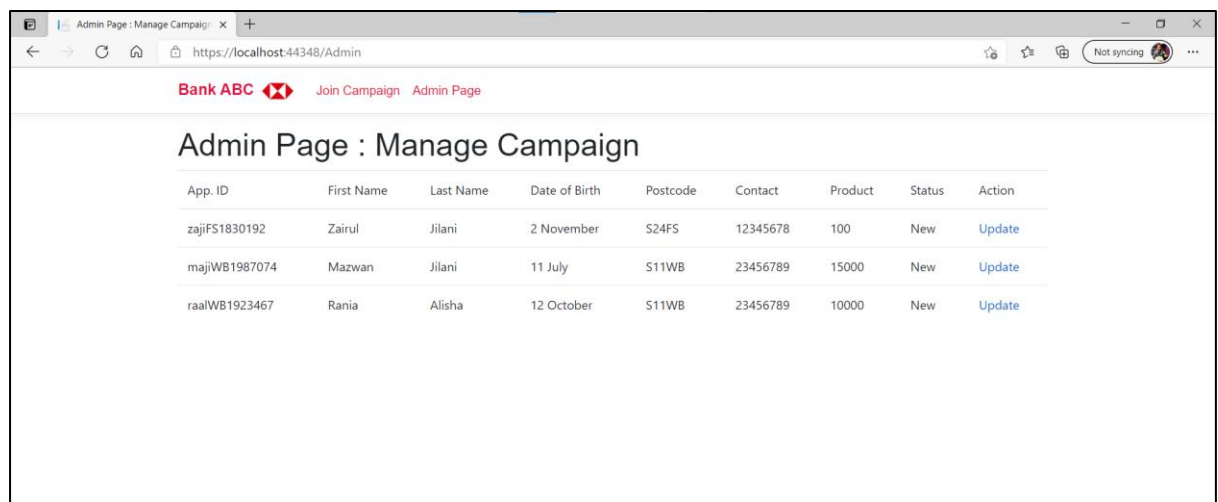 Admin Page : Manage Campaign
https://localhost:44348/Admin
Not syncing
Bank ABC Join Campaign Admin Page
Admin Page : Manage Campaign
App. ID First Name Last Name Date of Birth Postcode Contact Product Status Action
zajiFS1830192 Zairul Jilani 2 November S24FS 12345678 100 New Update
majiWB1987074 Mazwan Jilani 11 July S11WB 23456789 15000 New Update
raalWB1923467 Rania Alisha 12 October S11WB 23456789 10000 New Update